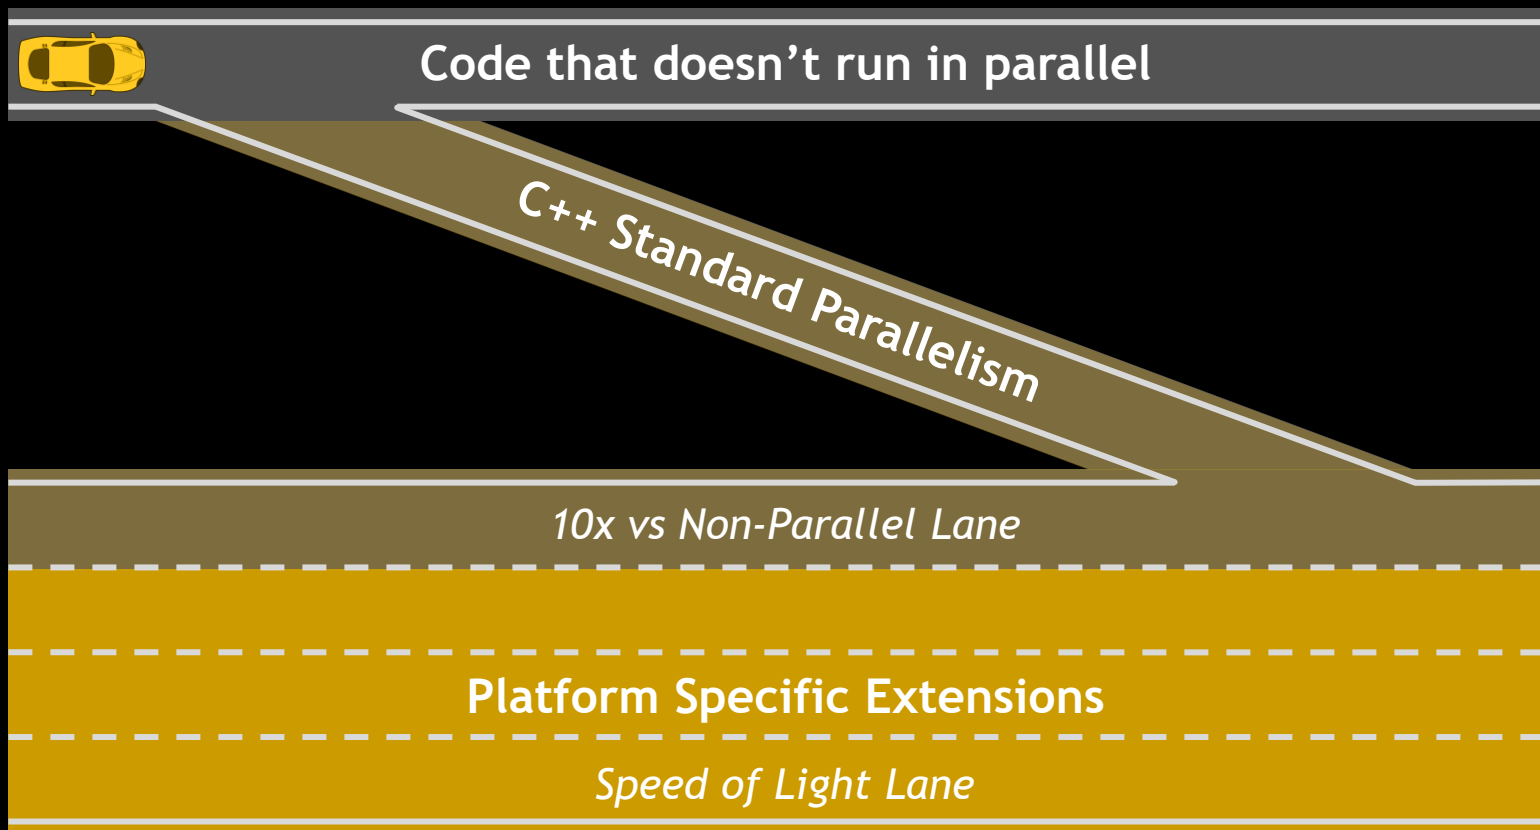 Code that doesn’t run in parallel
C++ Standard Parallelism
10x vs Non-Parallel Lane
Platform Specific Extensions
Speed of Light Lane